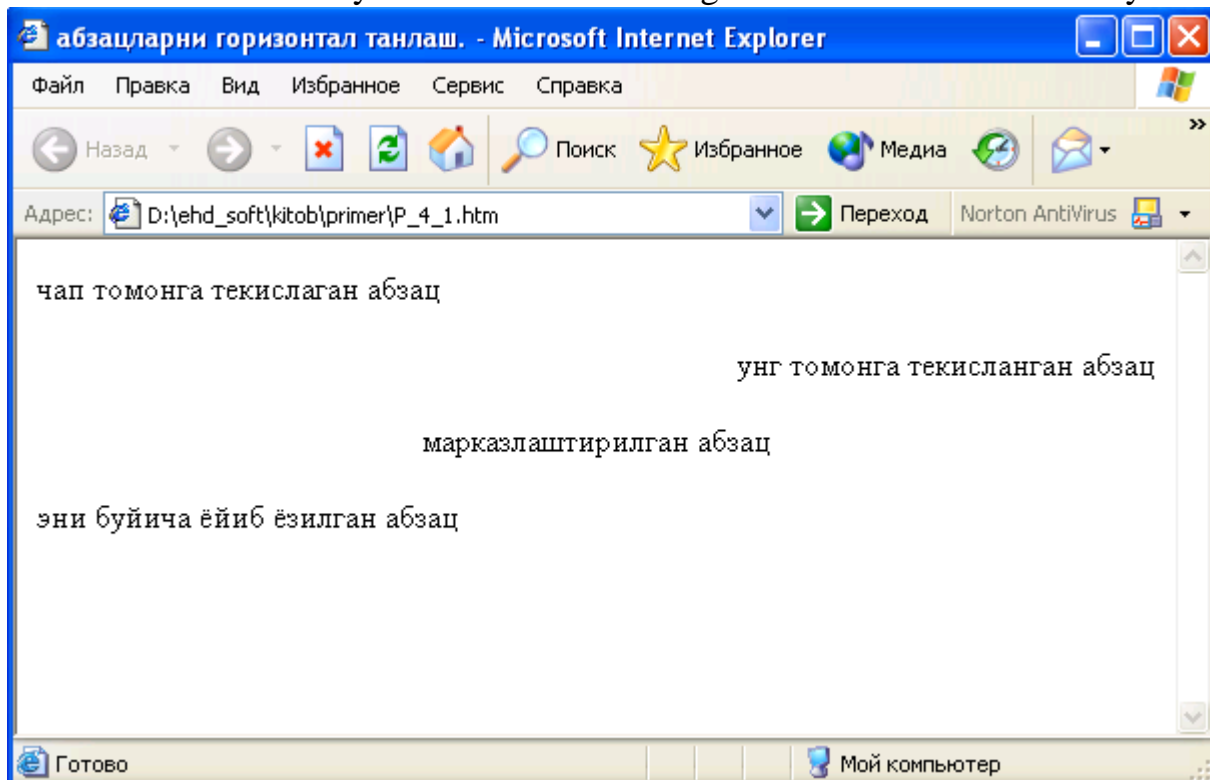 абзацларни горизонтал танлаш. - Microsoft Internet Explorer
Файл Правка Вид Избранное Сервис Справка
Назад Поиск Избранное Медиа »
Адрес: D:\ehd_soft\kitob\primer\P_4_1.htm Переход Norton AntiVirus
чап томонга текислаган абзац
унг томонга текисланган абзац
марказлаштирилган абзац
эни буйича ёйиб ёзилган абзац
Готово Мой компьютер